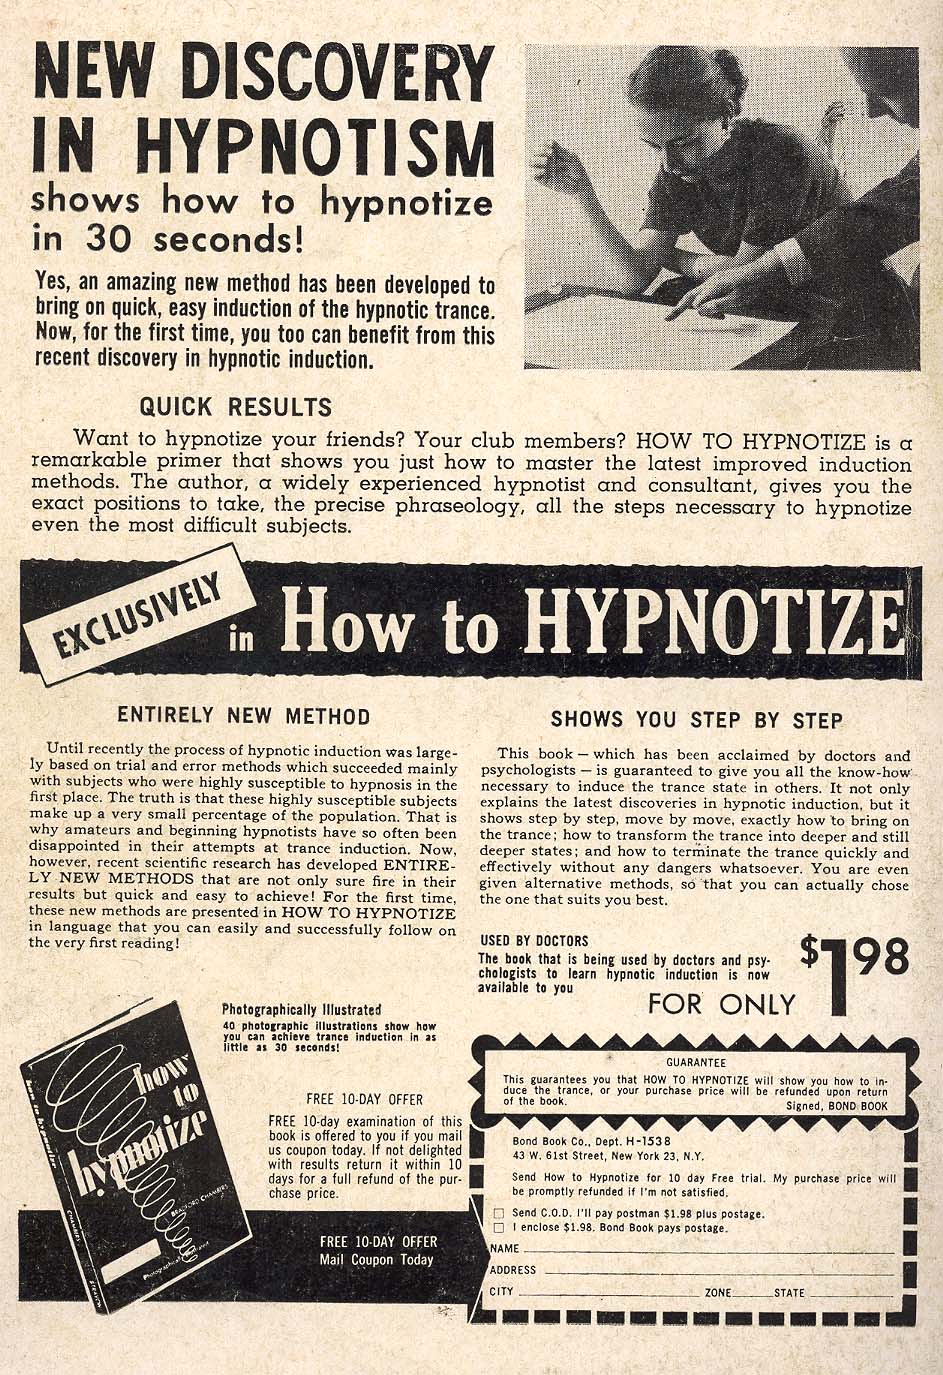 NEW DISCOVERY
IN HYPNOTISM
shows how to hypnotize
in 30 seconds!
Yes, an amazing new method has been developed to
bring on quick, easy induction of the hypnotic trance.
Now, for the first time, you too can benefit from this
recent discovery in hypnotic induction.
QUICK RESULTS
Want to hypnotize your friends? Your club members? HOW TO HYPNOTIZE is a
remarkable primer that shows you just how to master the latest improved induction
methods. The author, a widely experienced hypnotist and consultant, gives you the
exact positions to take, the precise phraseology, all the steps necessary to hypnotize
even the most difficult subjects.
EXCLUSIVELY
in How to HYPNOTIZE
ENTIRELY NEW METHOD
Until recently the process of hypnotic induction was large-
ly based on trial and error methods which succeeded mainly
with subjects who were highly susceptible to hypnosis in the
first place. The truth is that these highly susceptible subjects
make up a very small percentage of the population. That is
why amateurs and beginning hypnotists have so often been
disappointed in their attempts at trance induction. Now,
however, recent scientific research has developed ENTIRE-
LY NEW METHODS that are not only sure fire in their
results but quick and easy to achieve! For the first time,
these new methods are presented in HOW TO HYPNOTIZE
in language that you can easily and successfully follow on
the very first reading!
SHOWS YOU STEP BY STEP
This book — which has been acclaimed by doctors and
psychologists — is guaranteed to give you all the know-how
necessary to induce the trance state in others. It not only
explains the latest discoveries in hypnotic induction, but it
shows step by step, move by move, exactly how to bring on
the trance; how to transform the trance into deeper and still
deeper states; and how to terminate the trance quickly and
effectively without any dangers whatsoever. You are even
given alternative methods, so that you can actually chose
the one that suits you best.
USED BY DOCTORS
The book that is being used by doctors and psy-
chologists to learn hypnotic induction is now
available to you
FOR ONLY
$198
Photographically Illustrated
40 photographic illustrations show how
you can achieve trance induction in as
little as 30 seconds!
how
to
hypnotize
BRADFORD CHAMBERS
Photographically Illustrated
how to hypnotize
CHAMBERS
STRAVON
FREE 10-DAY OFFER
FREE 10-day examination of this
book is offered to you if you mail
us coupon today. If not delighted
with results return it within 10
days for a full refund of the pur-
chase price.
FREE 10-DAY OFFER
Mail Coupon Today
GUARANTEE
This guarantees you that HOW TO HYPNOTIZE will show you how to in-
duce the trance, or your purchase price will be refunded upon return
of the book.
Signed, BOND BOOK
Bond Book Co., Dept. H-1538
43 W. 61st Street, New York 23, N.Y.
Send How to Hypnotize for 10 day Free trial. My purchase price will
be promptly refunded if I'm not satisfied.
Send C.O.D. I'll pay postman $1.98 plus postage.
I enclose $1.98. Bond Book pays postage.
NAME
ADDRESS
CITY ZONE STATE